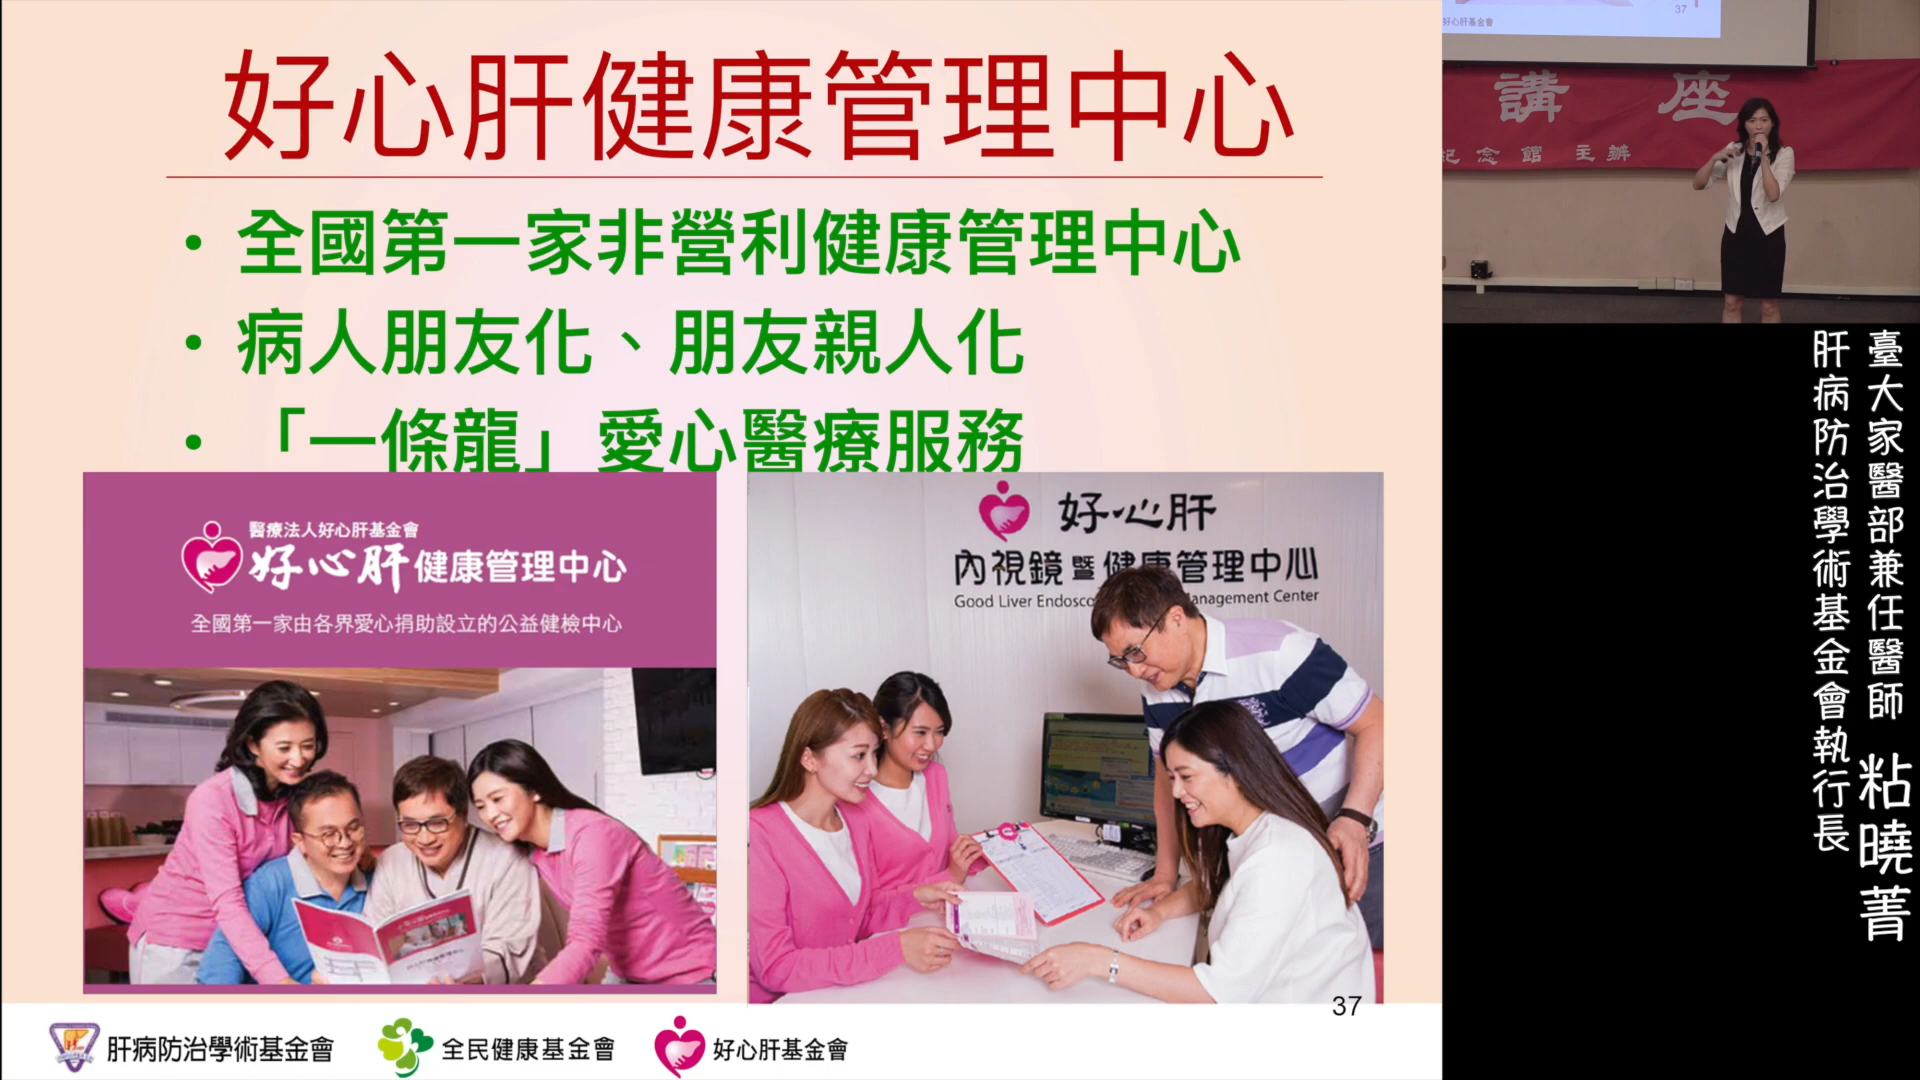 好心肝健康管理中心
• 全國第一家非營利健康管理中心
• 病人朋友化、朋友親人化
• 「一條龍」愛心醫療服務
醫療法人好心肝基金會
好心肝健康管理中心
全國第一家由各界愛心捐助設立的公益健檢中心
好心肝
內視鏡暨健康管理中心
Good Liver Endosco anagement Center
37
肝病防治學術基金會
全民健康基金會
好心肝基金會
37
好心肝基金會
講座
紀念館 主辦
臺大家醫部兼任醫師 粘曉菁
肝病防治學術基金會執行長